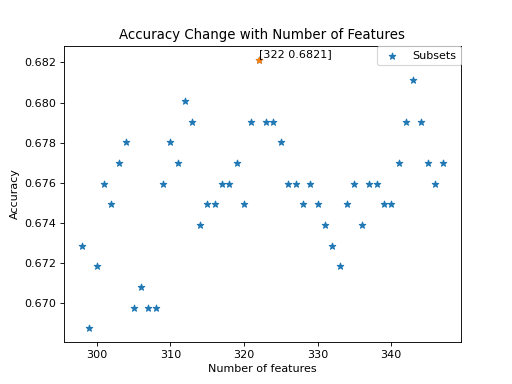 Accuracy Change with Number of Features
[322 0.6821]
Subsets
0.682
0.680
0.678
0.676
0.674
0.672
0.670
Accuracy
300 310 320 330 340
Number of features